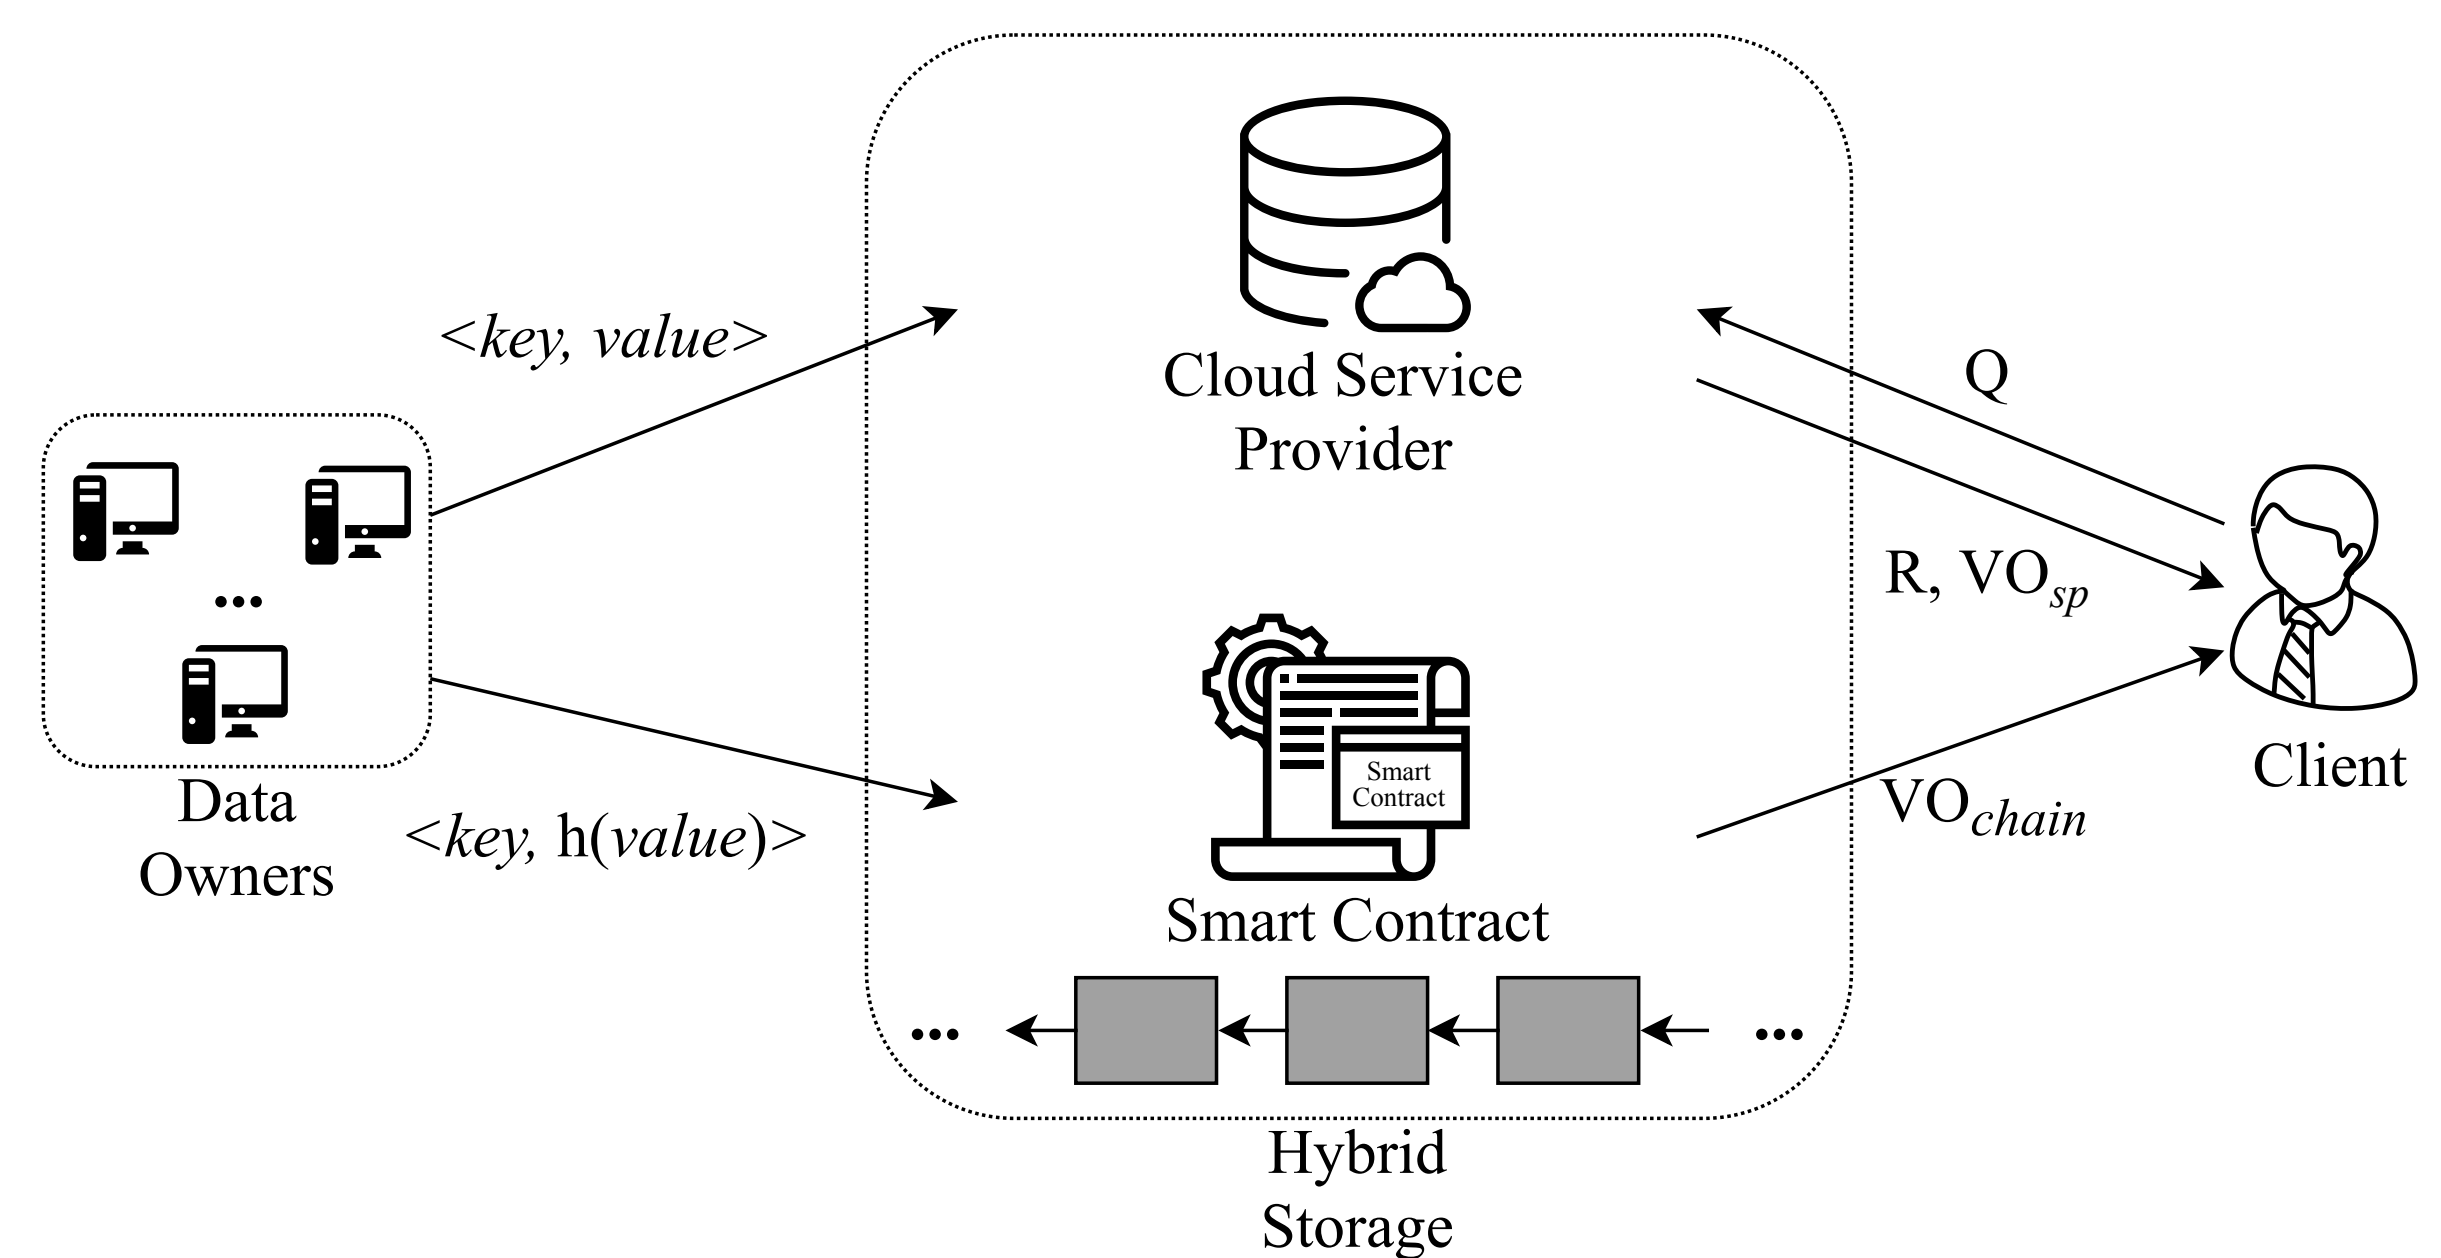 <key, value>
Cloud Service
Provider
Q
R, VOsp
Data
Owners
<key, h(value)>
Smart
Contract
Smart Contract
VOchain
Client
Hybrid
Storage